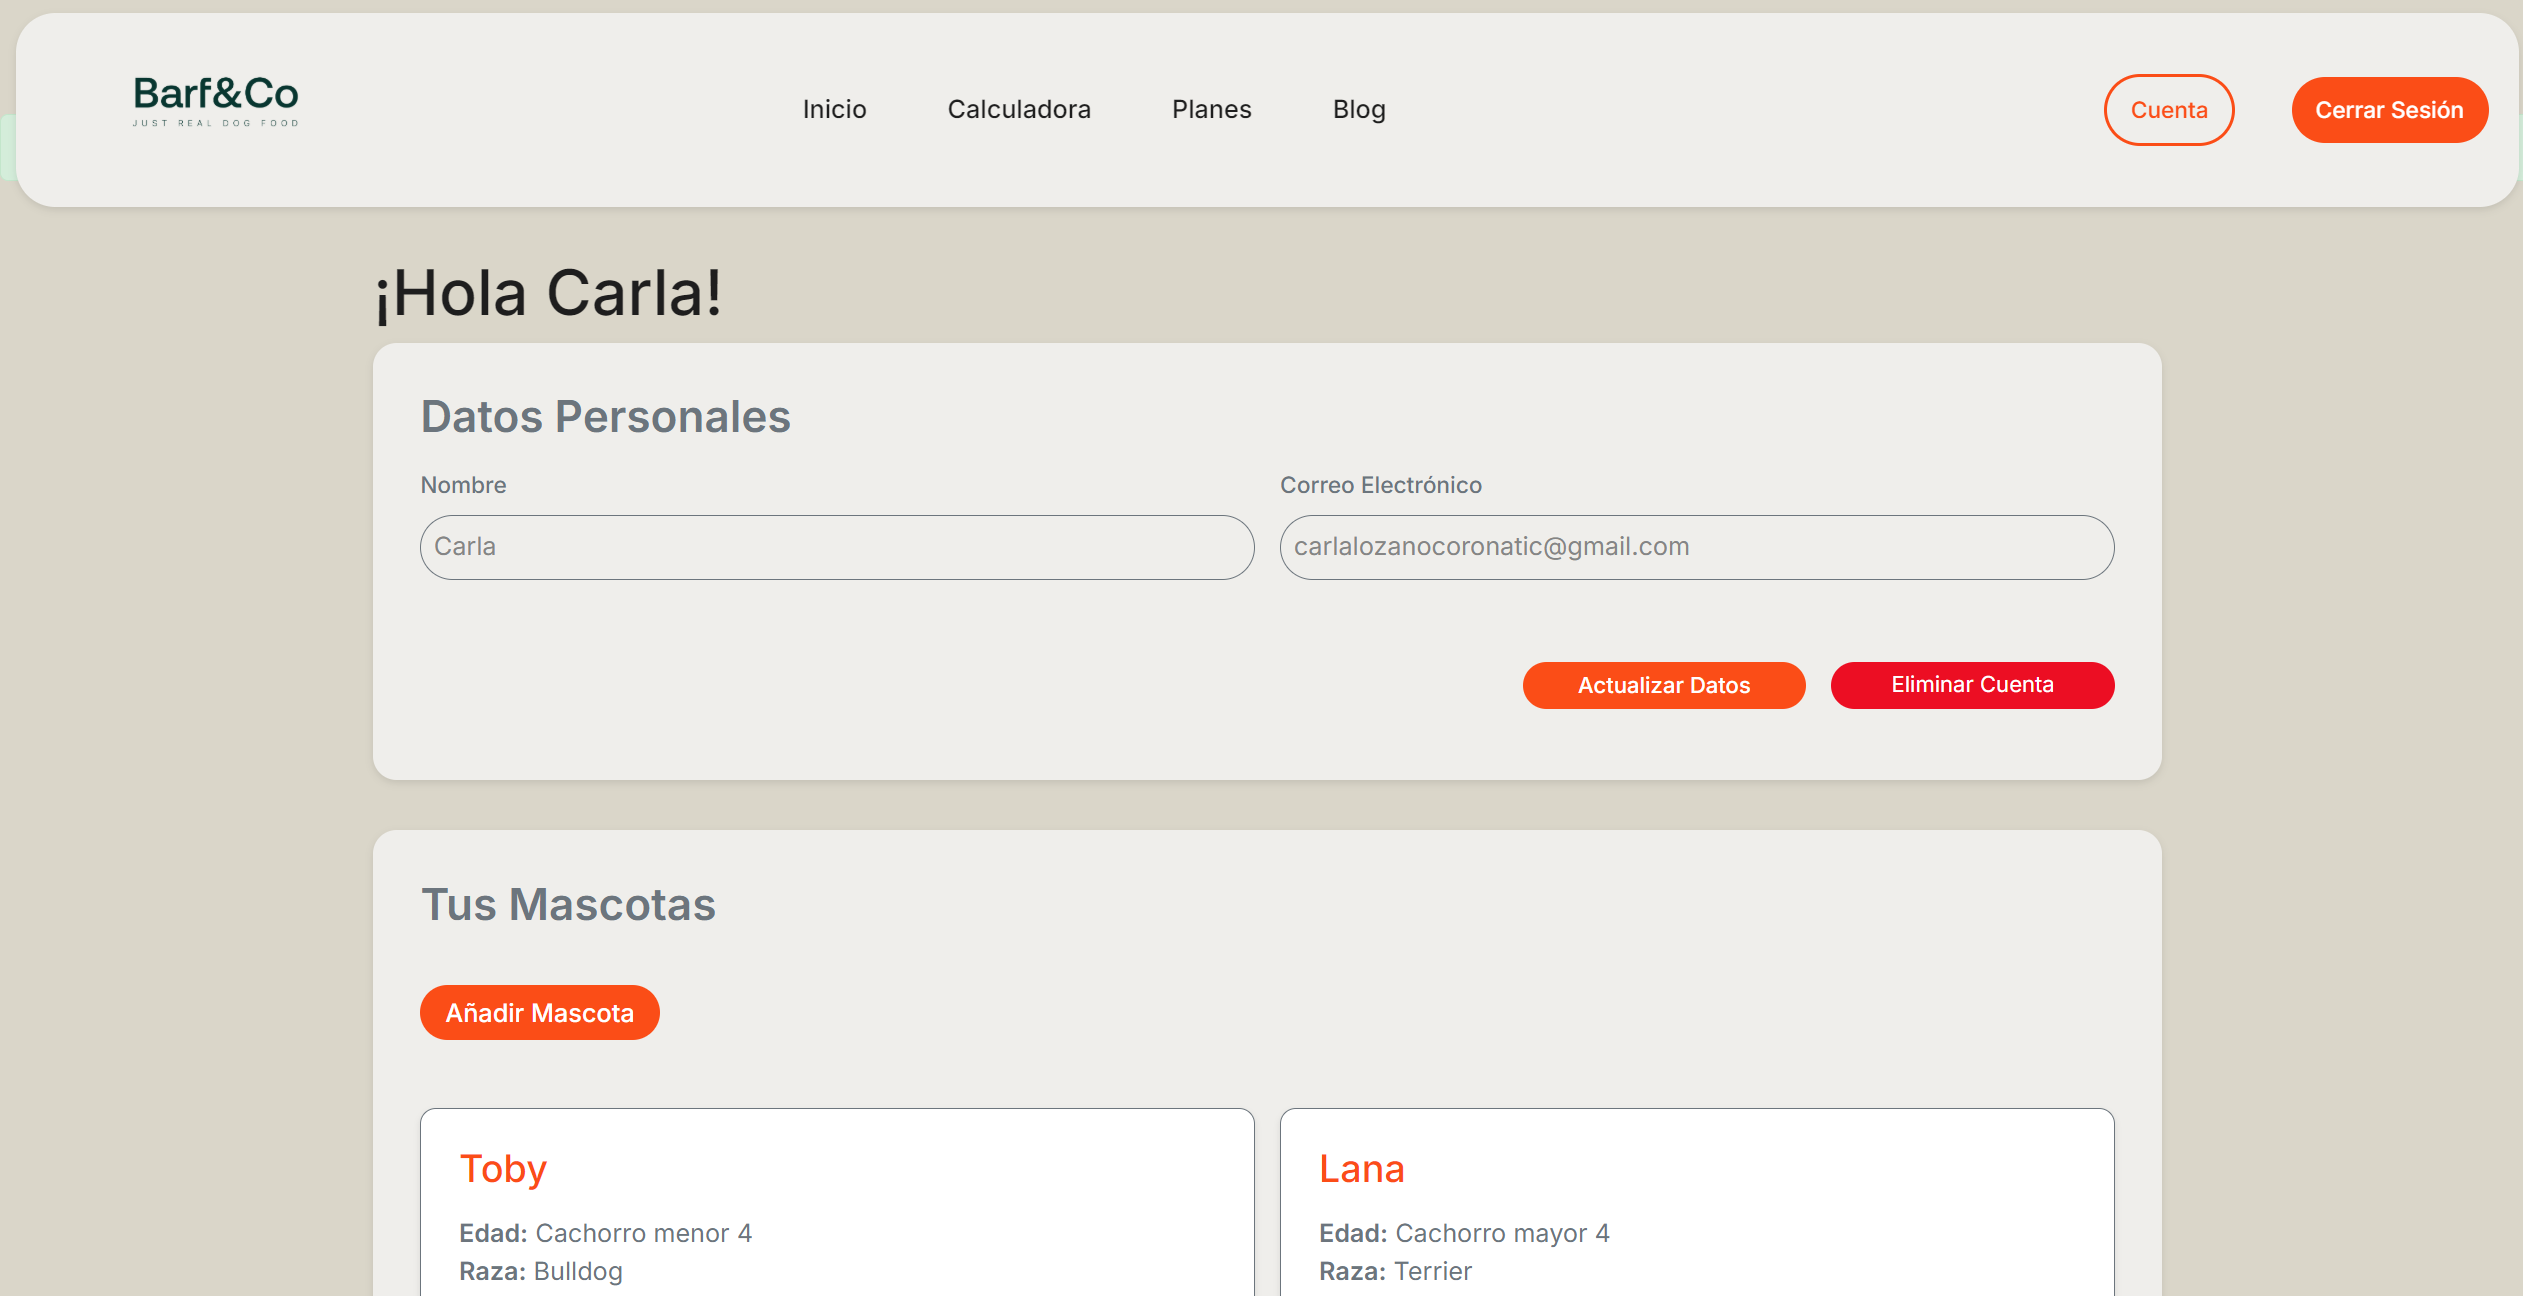 Barf&Co
JUST REAL DOG FOOD
Inicio
Calculadora
Planes
Blog
Cuenta
Cerrar Sesión
¡Hola Carla!
Datos Personales
Nombre
Correo Electrónico
Carla
carlalozanocoronatic@gmail.com
Actualizar Datos
Eliminar Cuenta
Tus Mascotas
Añadir Mascota
Toby
Edad: Cachorro menor 4
Raza: Bulldog
Lana
Edad: Cachorro mayor 4
Raza: Terrier